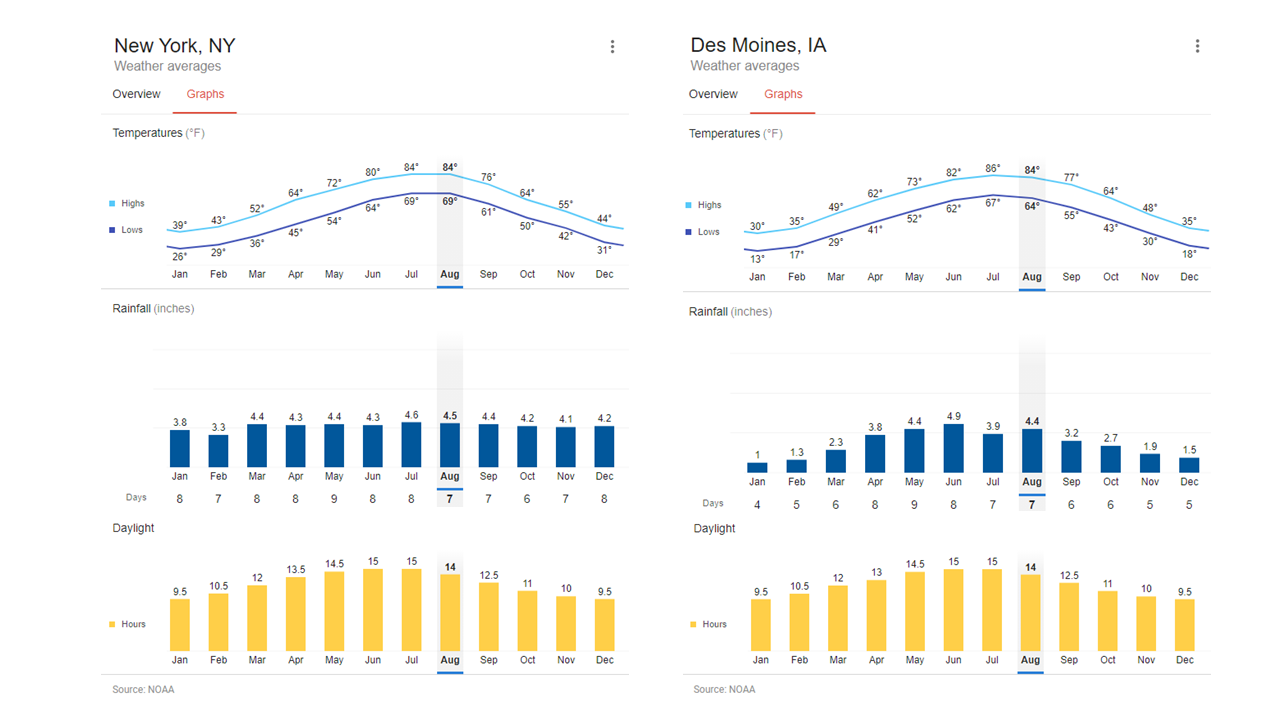 New York, NY
Weather averages
Overview Graphs
Temperatures (°F)
39° 43° 52° 64° 72° 80° 84° 84° 76° 64° 55° 44°
Highs
Lows
26° 29° 36° 45° 54° 64° 69° 69° 61° 50° 42° 31°
Jan Feb Mar Apr May Jun Jul Aug Sep Oct Nov Dec
Rainfall (inches)
3.8 3.3 4.4 4.3 4.4 4.3 4.6 4.5 4.4 4.2 4.1 4.2
Jan Feb Mar Apr May Jun Jul Aug Sep Oct Nov Dec
Days 8 7 8 8 9 8 8 7 7 6 7 8
Daylight
9.5 10.5 12 13.5 14.5 15 15 14 12.5 11 10 9.5
Hours
Jan Feb Mar Apr May Jun Jul Aug Sep Oct Nov Dec
Source: NOAA
Des Moines, IA
Weather averages
Overview Graphs
Temperatures (°F)
30° 35° 49° 62° 73° 82° 86° 84° 77° 64° 48° 35°
Highs
Lows
13° 17° 29° 41° 52° 62° 67° 64° 55° 43° 30° 18°
Jan Feb Mar Apr May Jun Jul Aug Sep Oct Nov Dec
Rainfall (inches)
1 1.3 2.3 3.8 4.4 4.9 3.9 4.4 3.2 2.7 1.9 1.5
Jan Feb Mar Apr May Jun Jul Aug Sep Oct Nov Dec
Days 4 5 6 8 9 8 7 7 6 6 5 5
Daylight
9.5 10.5 12 13 14.5 15 15 14 12.5 11 10 9.5
Hours
Jan Feb Mar Apr May Jun Jul Aug Sep Oct Nov Dec
Source: NOAA